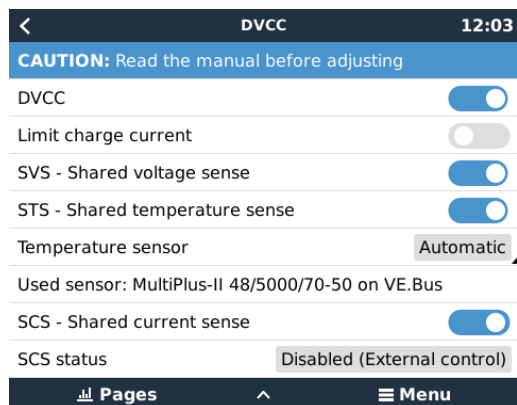 DVCC 12:03
CAUTION: Read the manual before adjusting
DVCC
Limit charge current
SVS - Shared voltage sense
STS - Shared temperature sense
Temperature sensor Automatic
Used sensor: MultiPlus-II 48/5000/70-50 on VE.Bus
SCS - Shared current sense
SCS status Disabled (External control)
Pages Menu